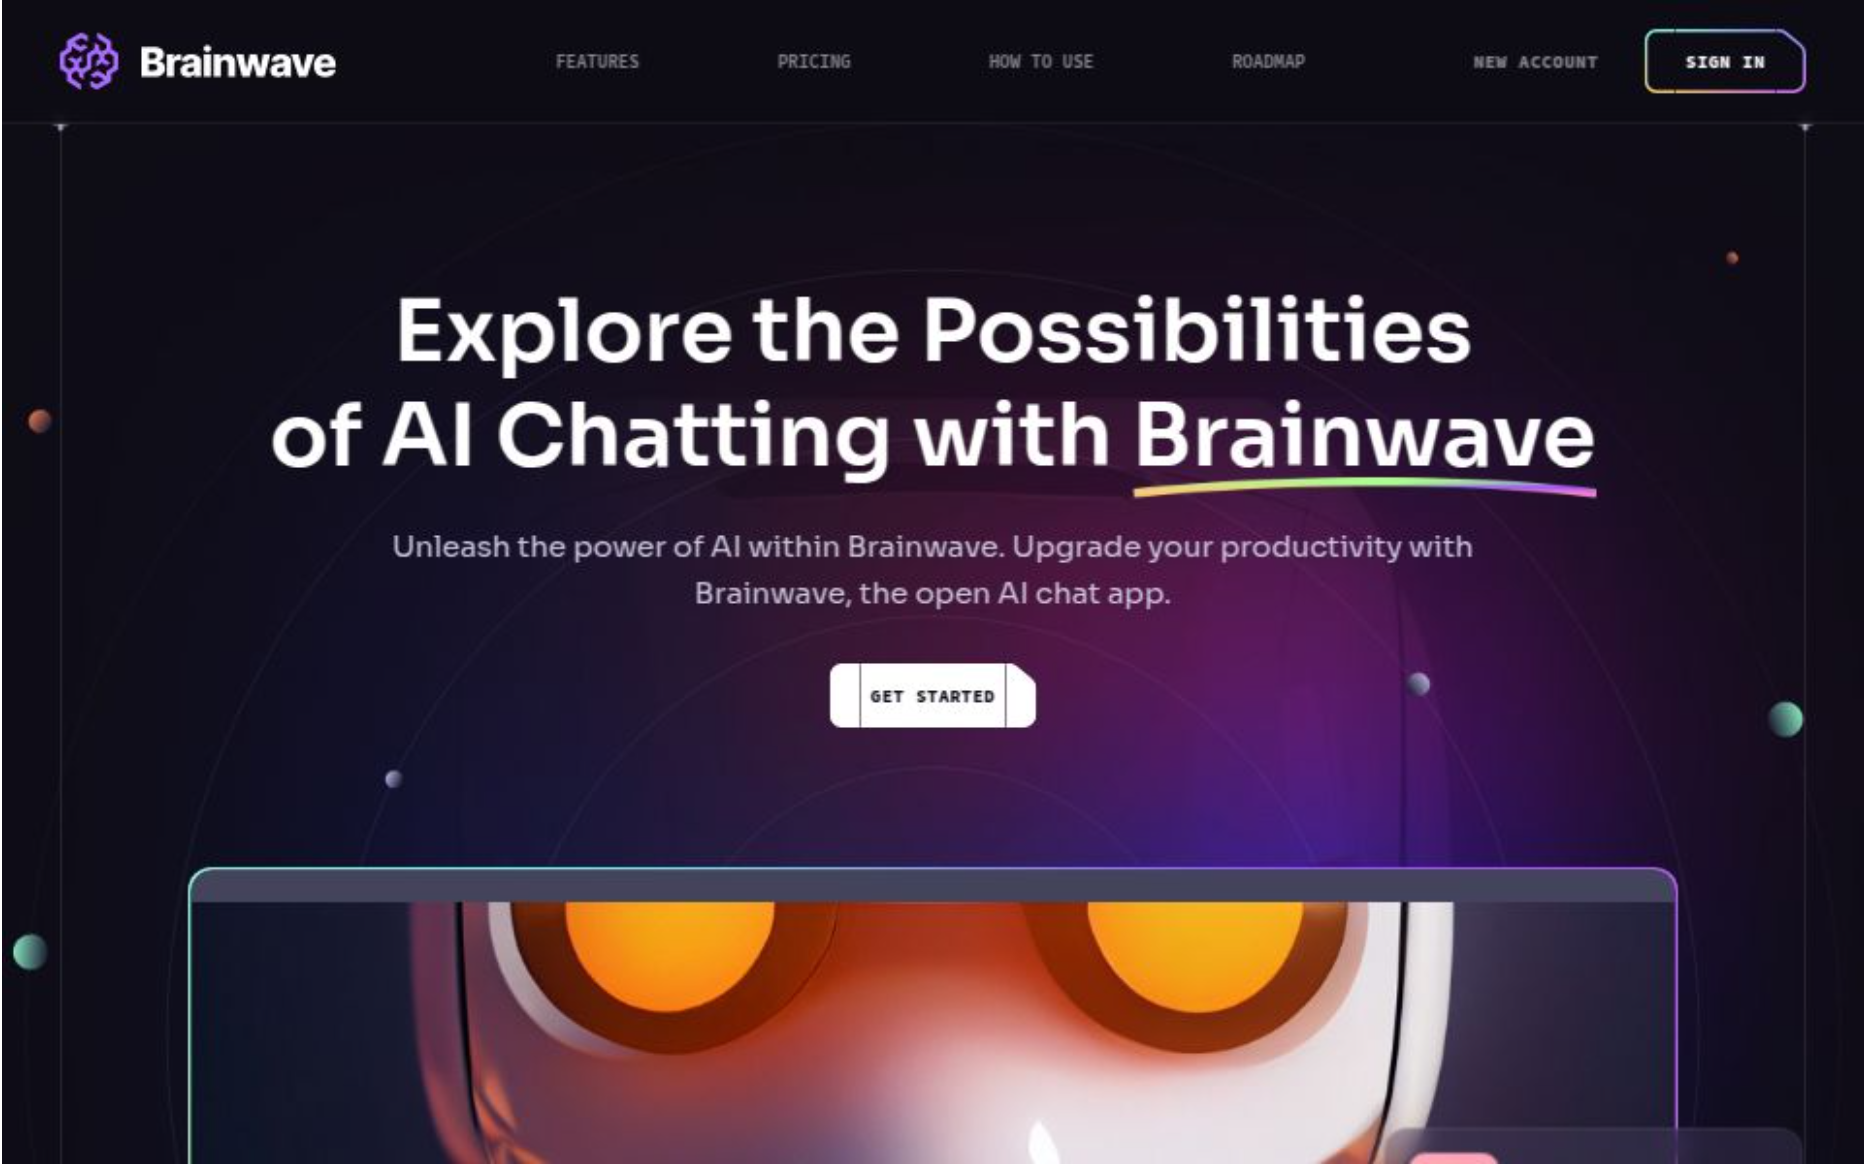 Brainwave
FEATURES
PRICING
HOW TO USE
ROADMAP
NEW ACCOUNT
SIGN IN
Explore the Possibilities
of AI Chatting with Brainwave
Unleash the power of AI within Brainwave. Upgrade your productivity with
Brainwave, the open AI chat app.
GET STARTED